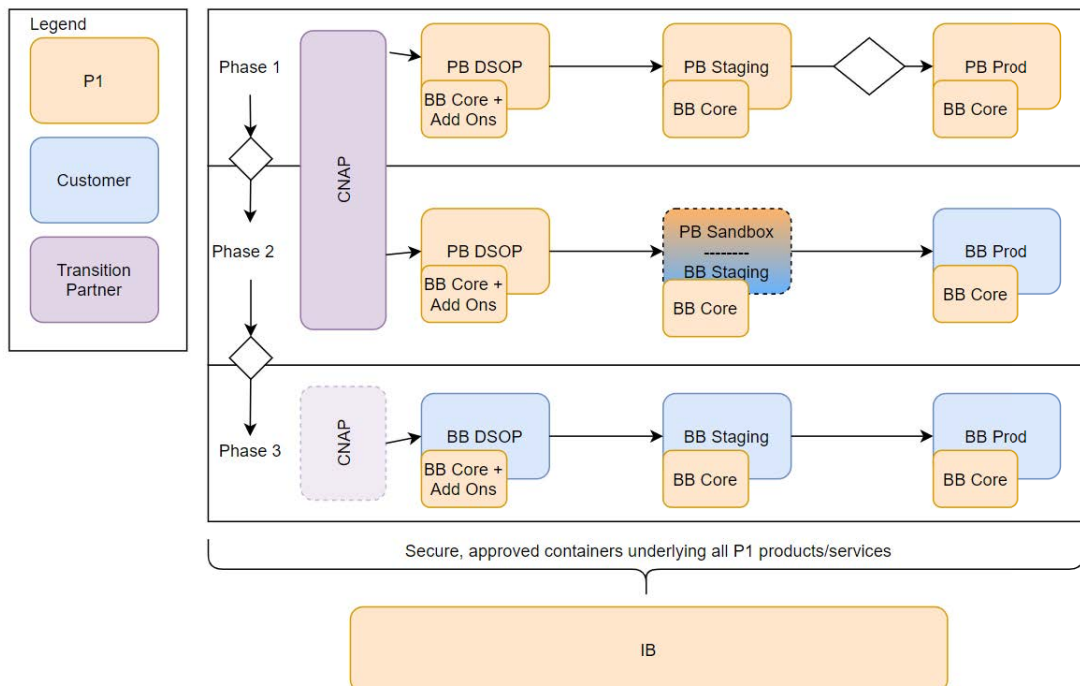 Legend
P1
Customer
Transition
Partner
Phase 1
CNAP
PB DSOP
BB Core +
Add Ons
PB Staging
BB Core
PB Prod
BB Core
Phase 2
PB DSOP
BB Core +
Add Ons
PB Sandbox
--------
BB Staging
BB Core
BB Prod
BB Core
Phase 3
CNAP
BB DSOP
BB Core +
Add Ons
BB Staging
BB Core
BB Prod
BB Core
Secure, approved containers underlying all P1 products/services
IB